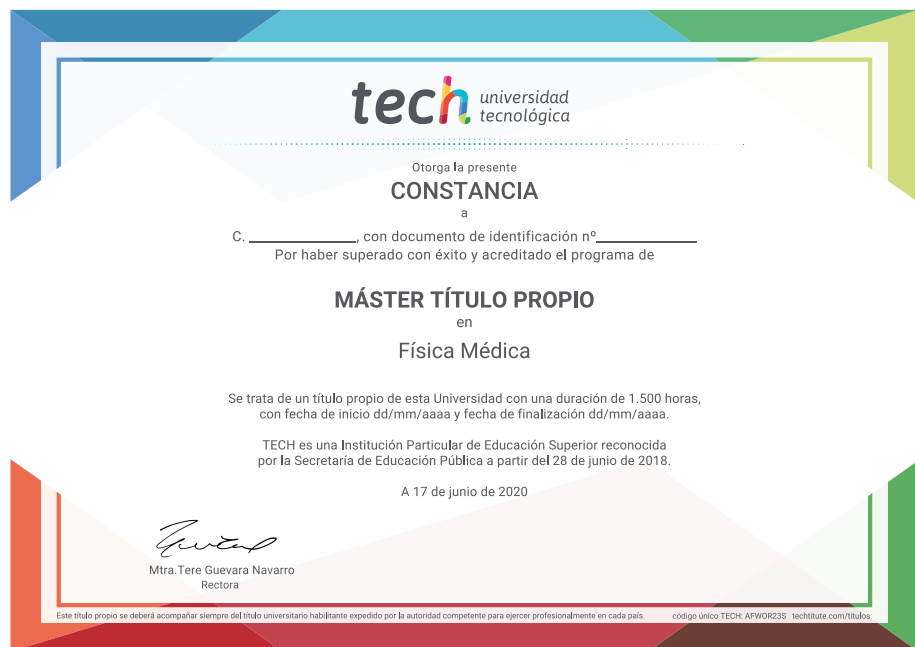 tech universidad
tecnológica
Otorga la presente
CONSTANCIA
a
C. ____________, con documento de identificación nº____________
Por haber superado con éxito y acreditado el programa de
MÁSTER TÍTULO PROPIO
en
Física Médica
Se trata de un título propio de esta Universidad con una duración de 1.500 horas,
con fecha de inicio dd/mm/aaaa y fecha de finalización dd/mm/aaaa.
TECH es una Institución Particular de Educación Superior reconocida
por la Secretaría de Educación Pública a partir del 28 de junio de 2018.
A 17 de junio de 2020
Mtra.Tere Guevara Navarro
Rectora
Este título propio se deberá acompañar siempre del título universitario habilitante expedido por la autoridad competente para ejercer profesionalmente en cada país. código único TECH: AFWOR23S techtitute.com/titulos